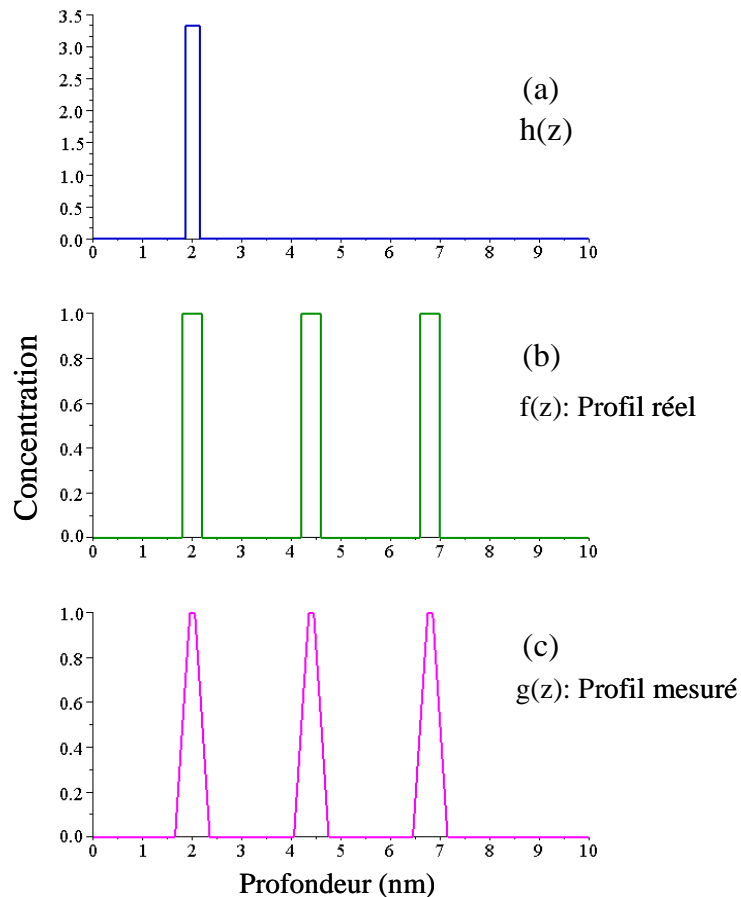 3.5
3.0
2.5
2.0
1.5
1.0
0.5
0.0
0 1 2 3 4 5 6 7 8 9 10
(a)
h(z)
Concentration
1.0
0.8
0.6
0.4
0.2
0.0
0 1 2 3 4 5 6 7 8 9 10
(b)
f(z): Profil réel
1.0
0.8
0.6
0.4
0.2
0.0
0 1 2 3 4 5 6 7 8 9 10
(c)
g(z): Profil mesuré
Profondeur (nm)